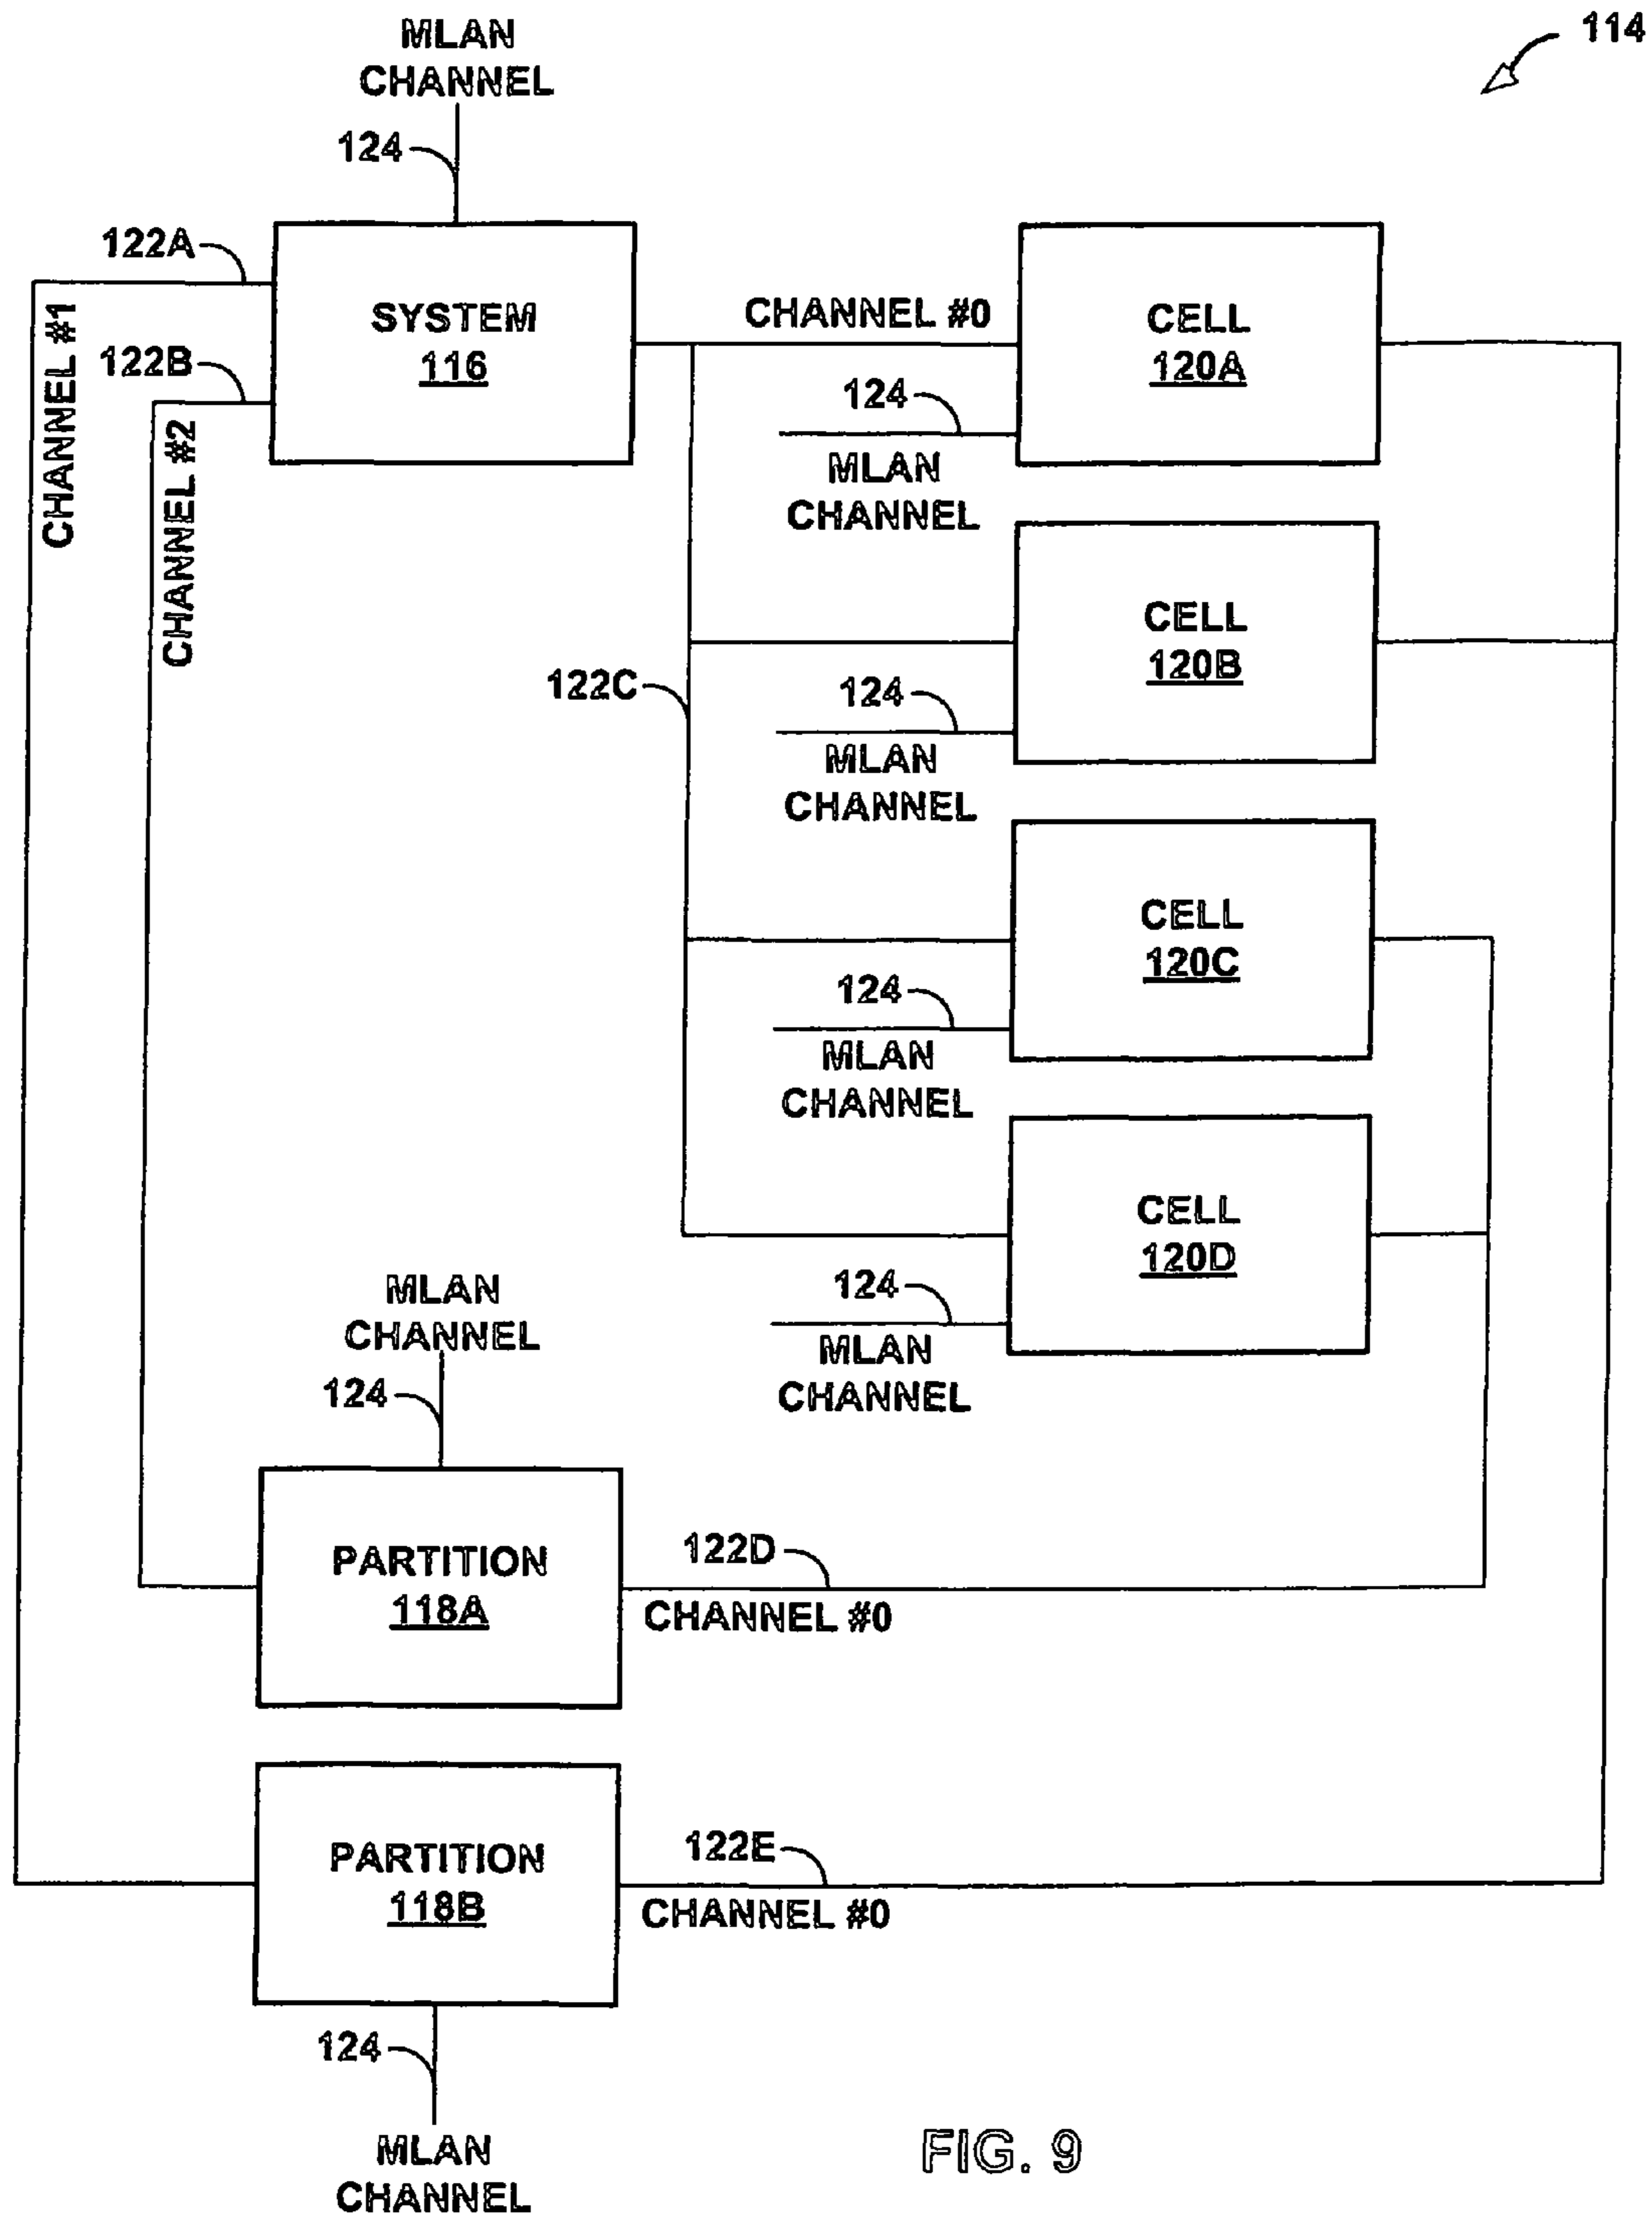 114
MLAN
CHANNEL
124
122A
CHANNEL #1
122B
CHANNEL #2
SYSTEM
116
CHANNEL #0
CELL
120A
124
MLAN
CHANNEL
CELL
120B
122C
124
MLAN
CHANNEL
CELL
120C
124
MLAN
CHANNEL
CELL
120D
124
MLAN
CHANNEL
MLAN
CHANNEL
124
PARTITION
118A
122D
CHANNEL #0
PARTITION
118B
122E
CHANNEL #0
124
MLAN
CHANNEL
FIG. 9